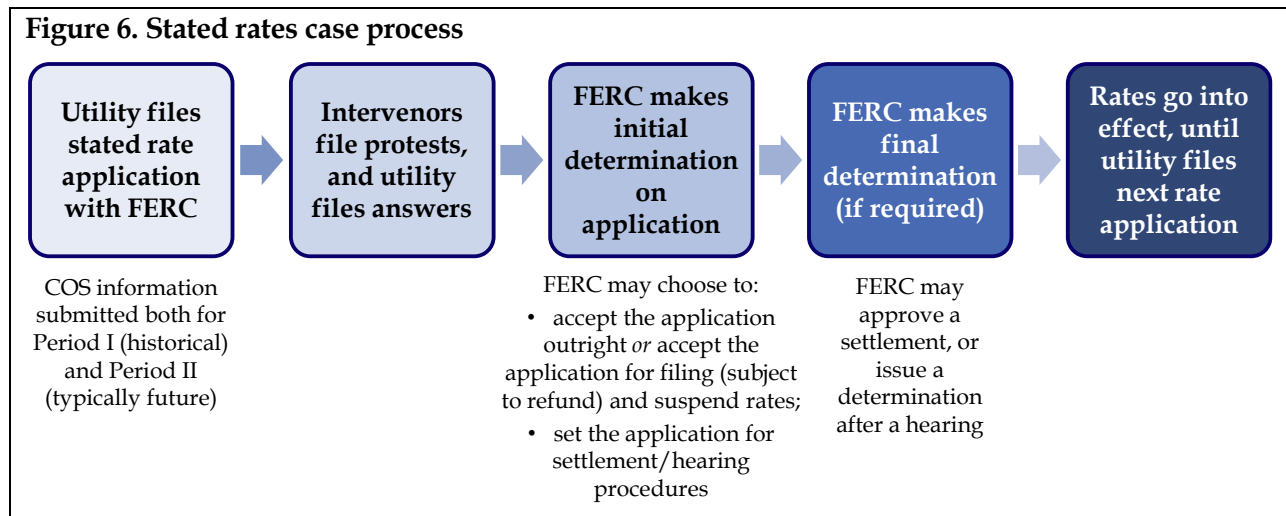 Figure 6. Stated rates case process
Utility files
stated rate
application
with FERC
Intervenors
file protests,
and utility
files answers
FERC makes
initial
determination
on
application
FERC makes
final
determination
(if required)
Rates go into
effect, until
utility files
next rate
application
COS information
submitted both for
Period I (historical)
and Period II
(typically future)
FERC may choose to:
• accept the application
outright or accept the
application for filing (subject
to refund) and suspend rates;
• set the application for
settlement/hearing
procedures
FERC may
approve a
settlement, or
issue a
determination
after a hearing